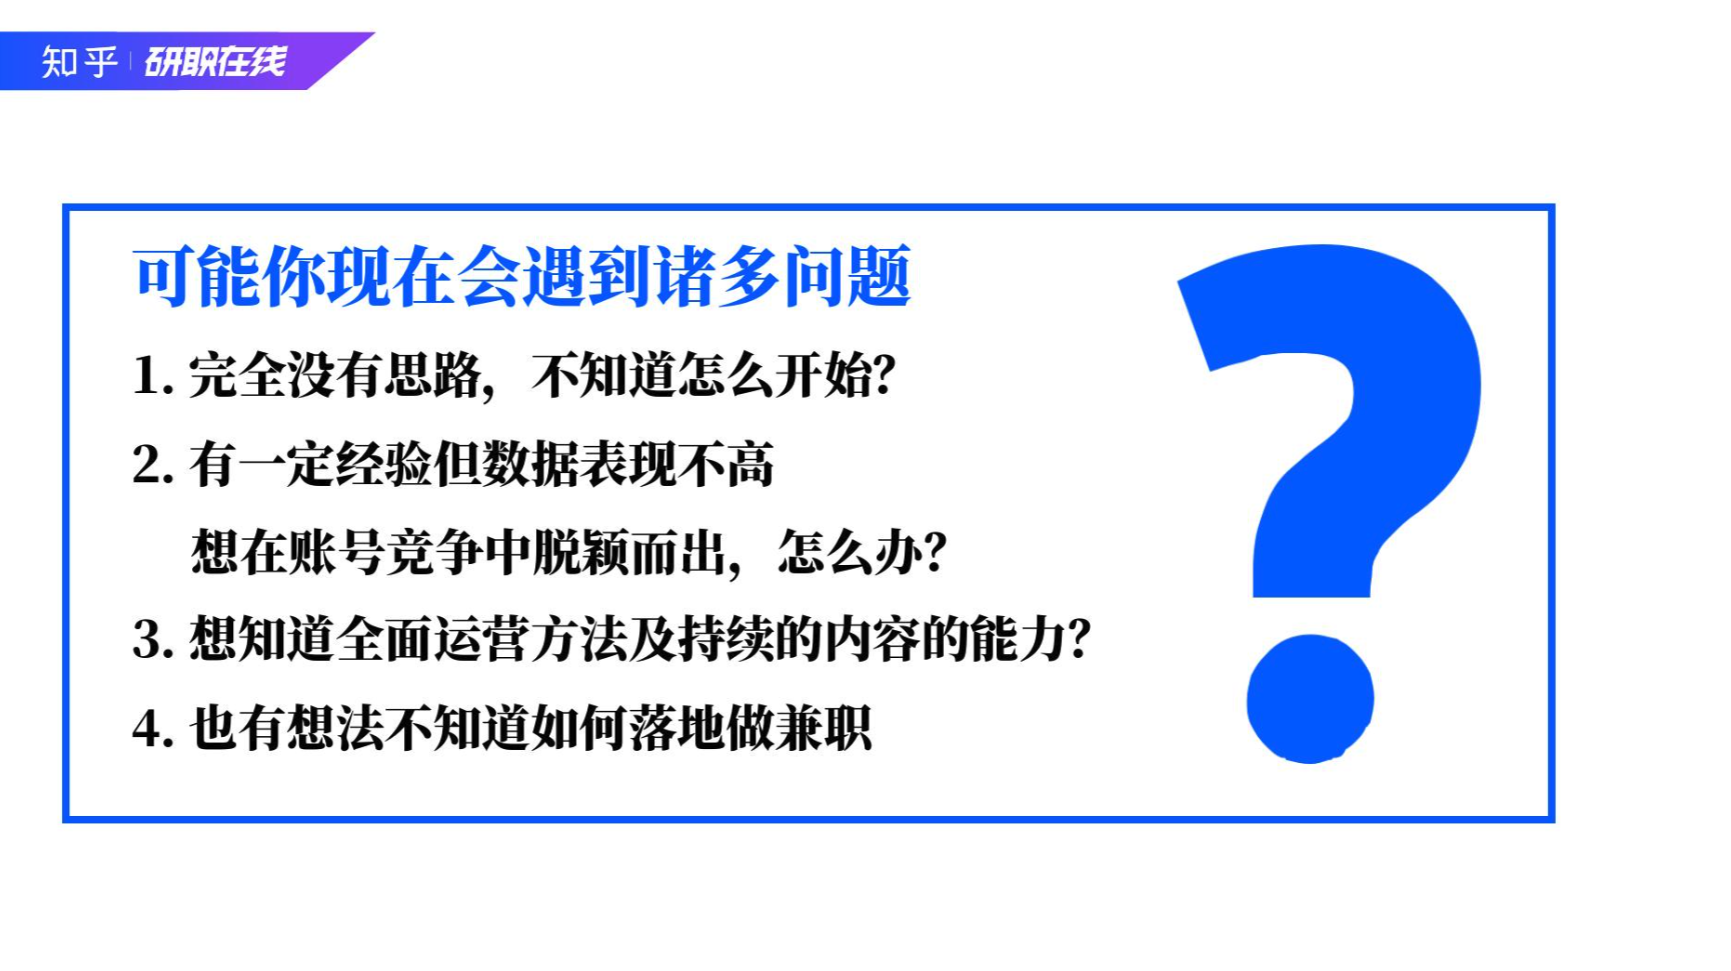 知乎 | 研职在线
可能你现在会遇到诸多问题
1. 完全没有思路，不知道怎么开始？
2. 有一定经验但数据表现不高
想在账号竞争中脱颖而出，怎么办？
3. 想知道全面运营方法及持续的内容的能力？
4. 也有想法不知道如何落地做兼职
?